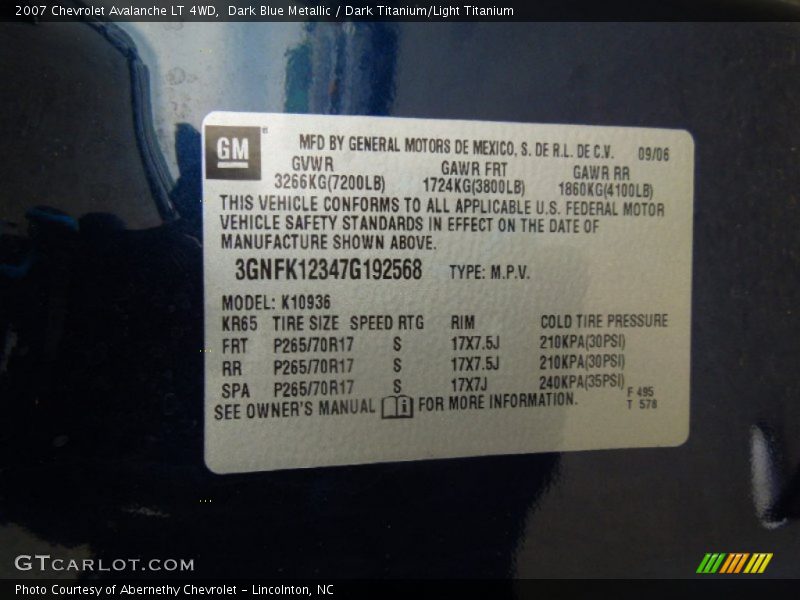 2007 Chevrolet Avalanche LT 4WD,  Dark Blue Metallic / Dark Titanium/Light Titanium
GM® MFD BY GENERAL MOTORS DE MEXICO, S. DE R.L. DE C.V. 09/06
GVWR GAWR FRT GAWR RR
3266KG(7200LB) 1724KG(3800LB) 1860KG(4100LB)
THIS VEHICLE CONFORMS TO ALL APPLICABLE U.S. FEDERAL MOTOR
VEHICLE SAFETY STANDARDS IN EFFECT ON THE DATE OF
MANUFACTURE SHOWN ABOVE.
3GNFK12347G192568 TYPE: M.P.V.
MODEL: K10936
KR65 TIRE SIZE SPEED RTG RIM COLD TIRE PRESSURE
FRT P265/70R17 S 17X7.5J 210KPA(30PSI)
RR P265/70R17 S 17X7.5J 210KPA(30PSI)
SPA P265/70R17 S 17X7J 240KPA(35PSI)
SEE OWNER'S MANUAL i FOR MORE INFORMATION.
F 495
T 578
GTCARLOT.COM
Photo Courtesy of Abernethy Chevrolet – Lincolnton, NC